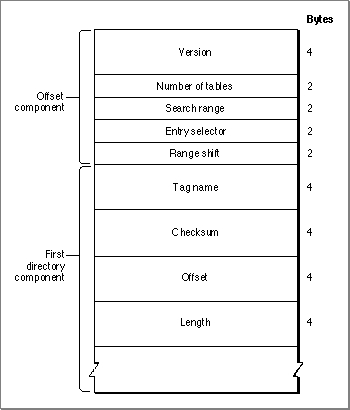 Bytes
Version 4
Number of tables 2
Search range 2
Entry selector 2
Range shift 2
Offset
component
Tag name 4
Checksum 4
Offset 4
Length 4
First
directory
component